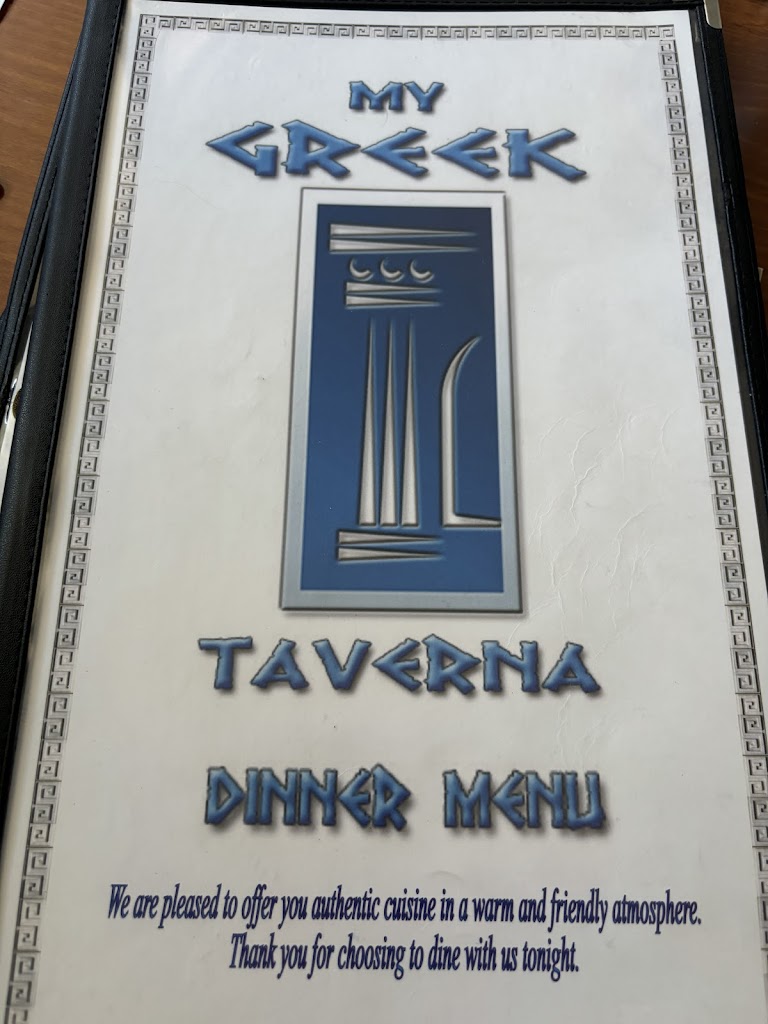 MY
GREEK
TAVERNA
DINNER MENU
We are pleased to offer you authentic cuisine in a warm and friendly atmosphere.
Thank you for choosing to dine with us tonight.